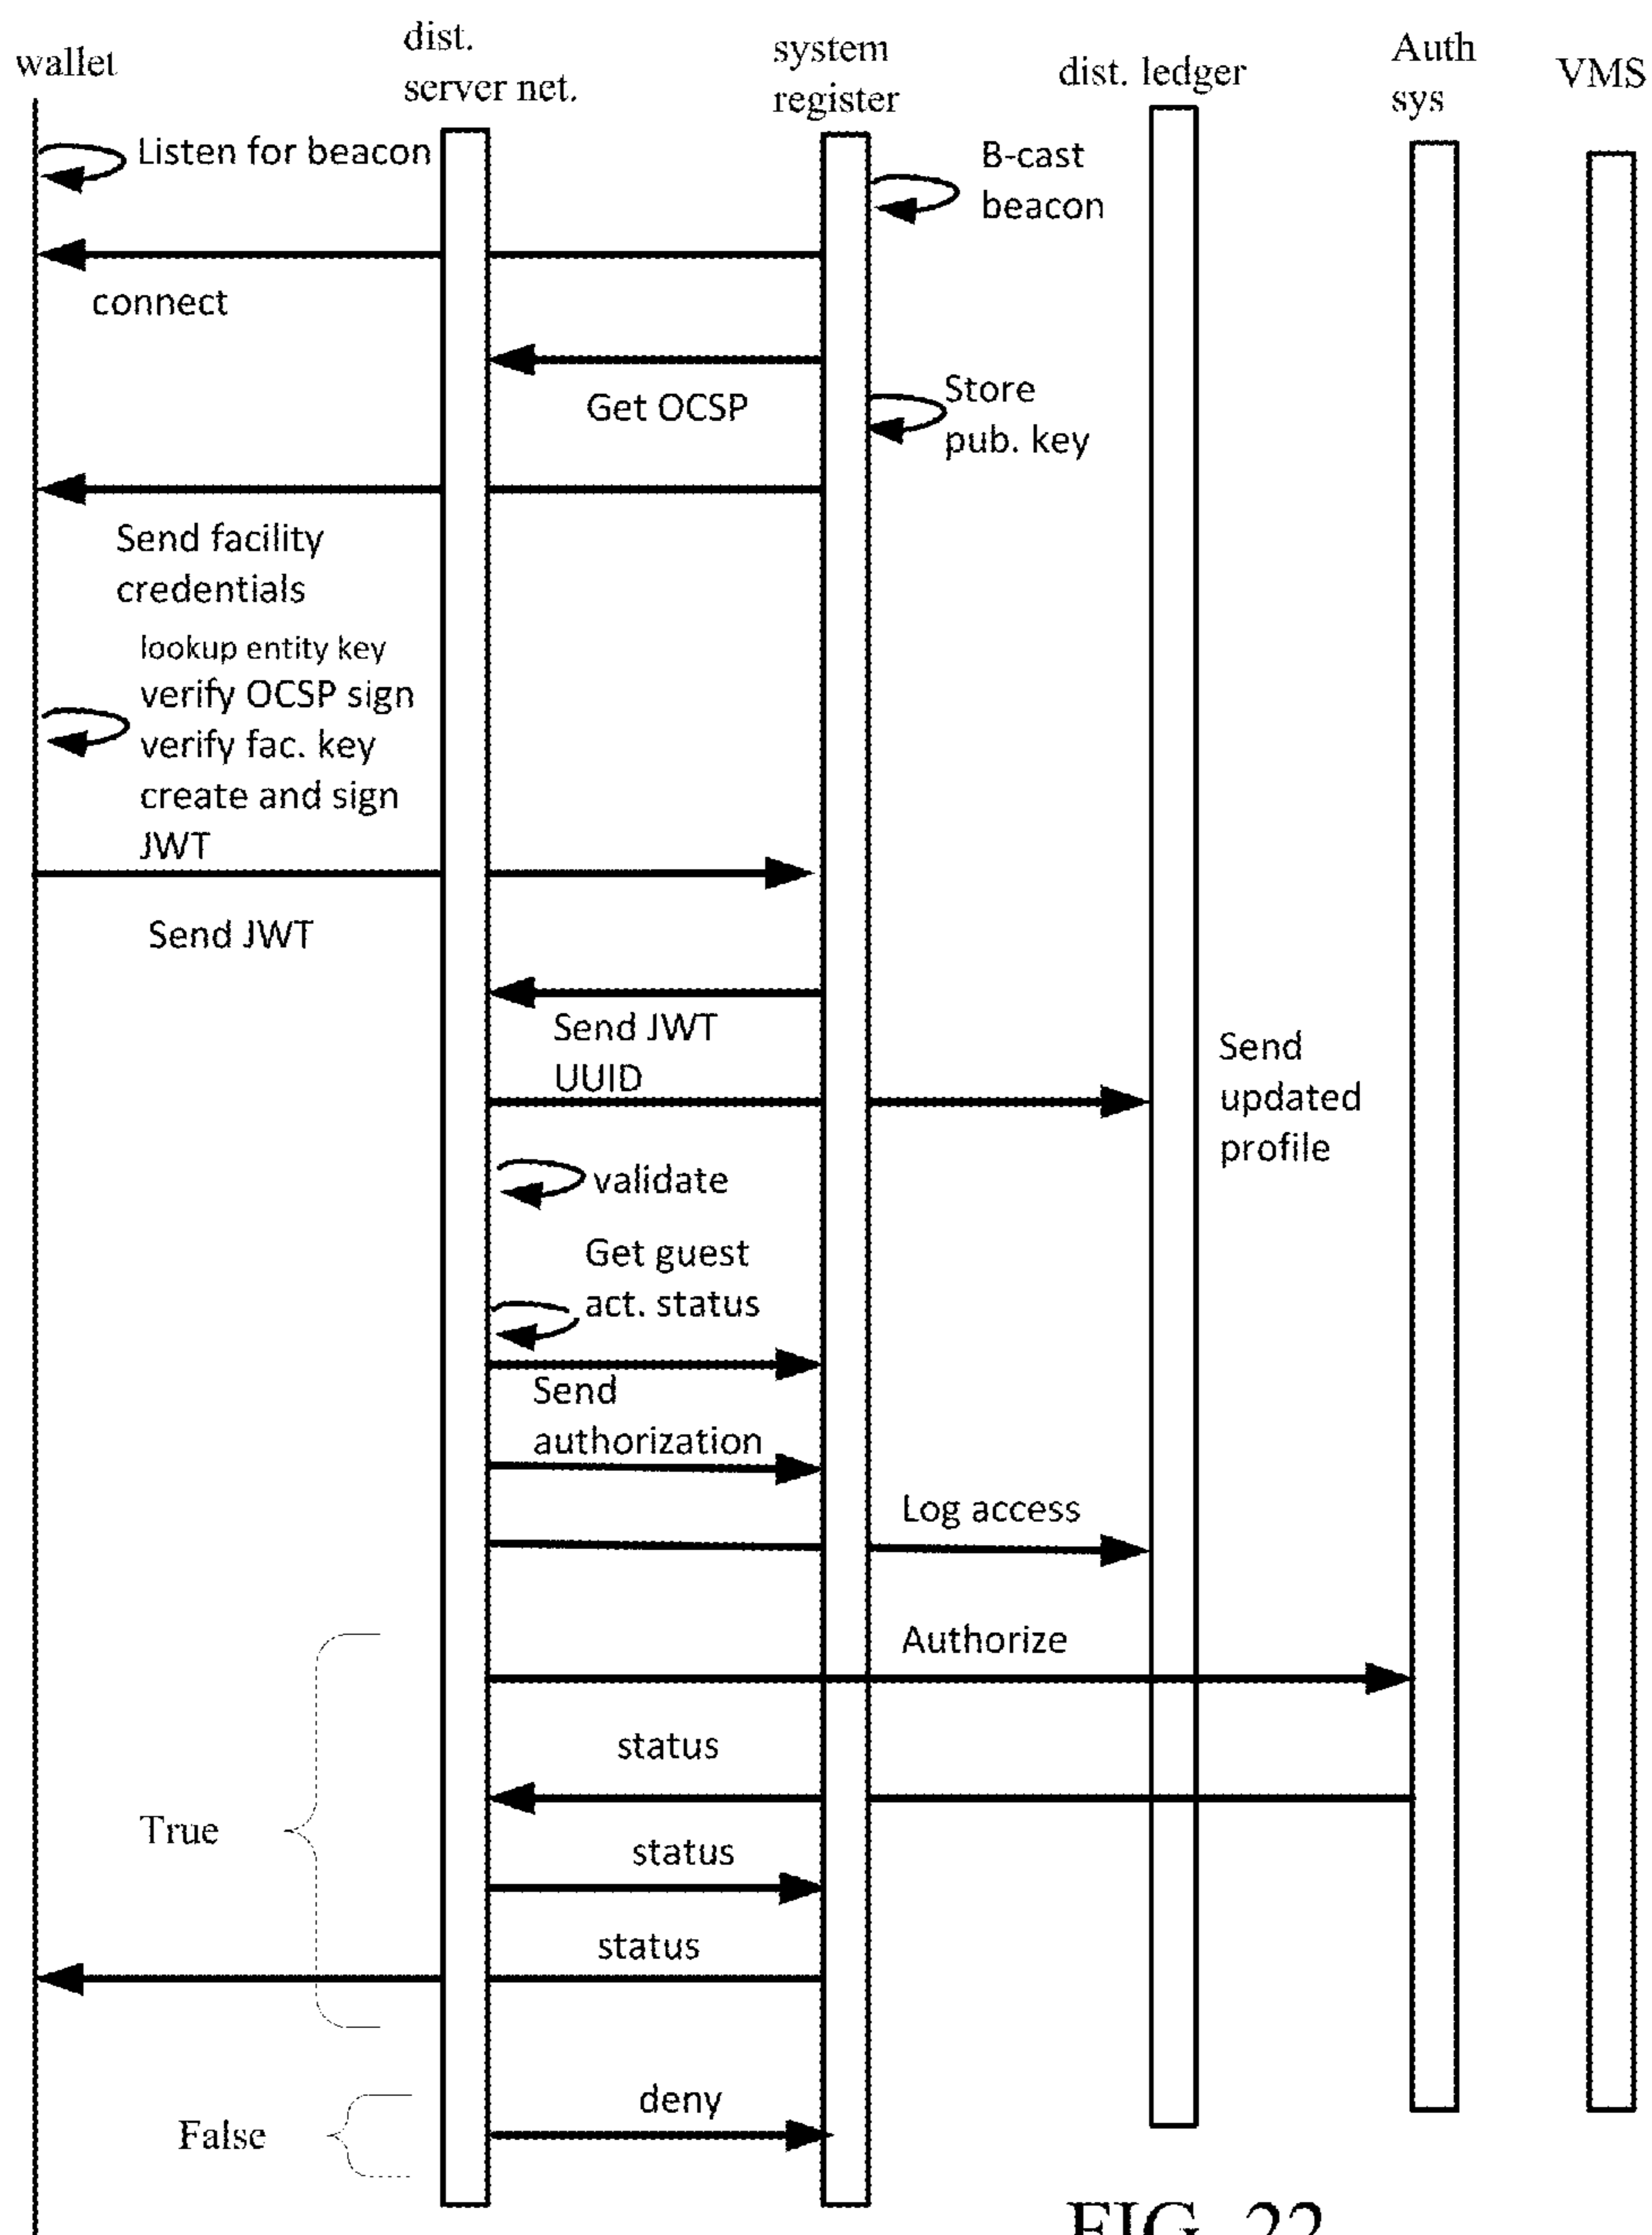 wallet
dist.
server net.
system
register
dist. ledger
Auth
sys
VMS
Listen for beacon
B-cast
beacon
connect
Get OCSP
Store
pub. key
Send facility
credentials
lookup entity key
verify OCSP sign
verify fac. key
create and sign
JWT
Send JWT
Send JWT
UUID
Send
updated
profile
validate
Get guest
act. status
Send
authorization
Log access
Authorize
status
True
status
status
deny
False
FIG. 22